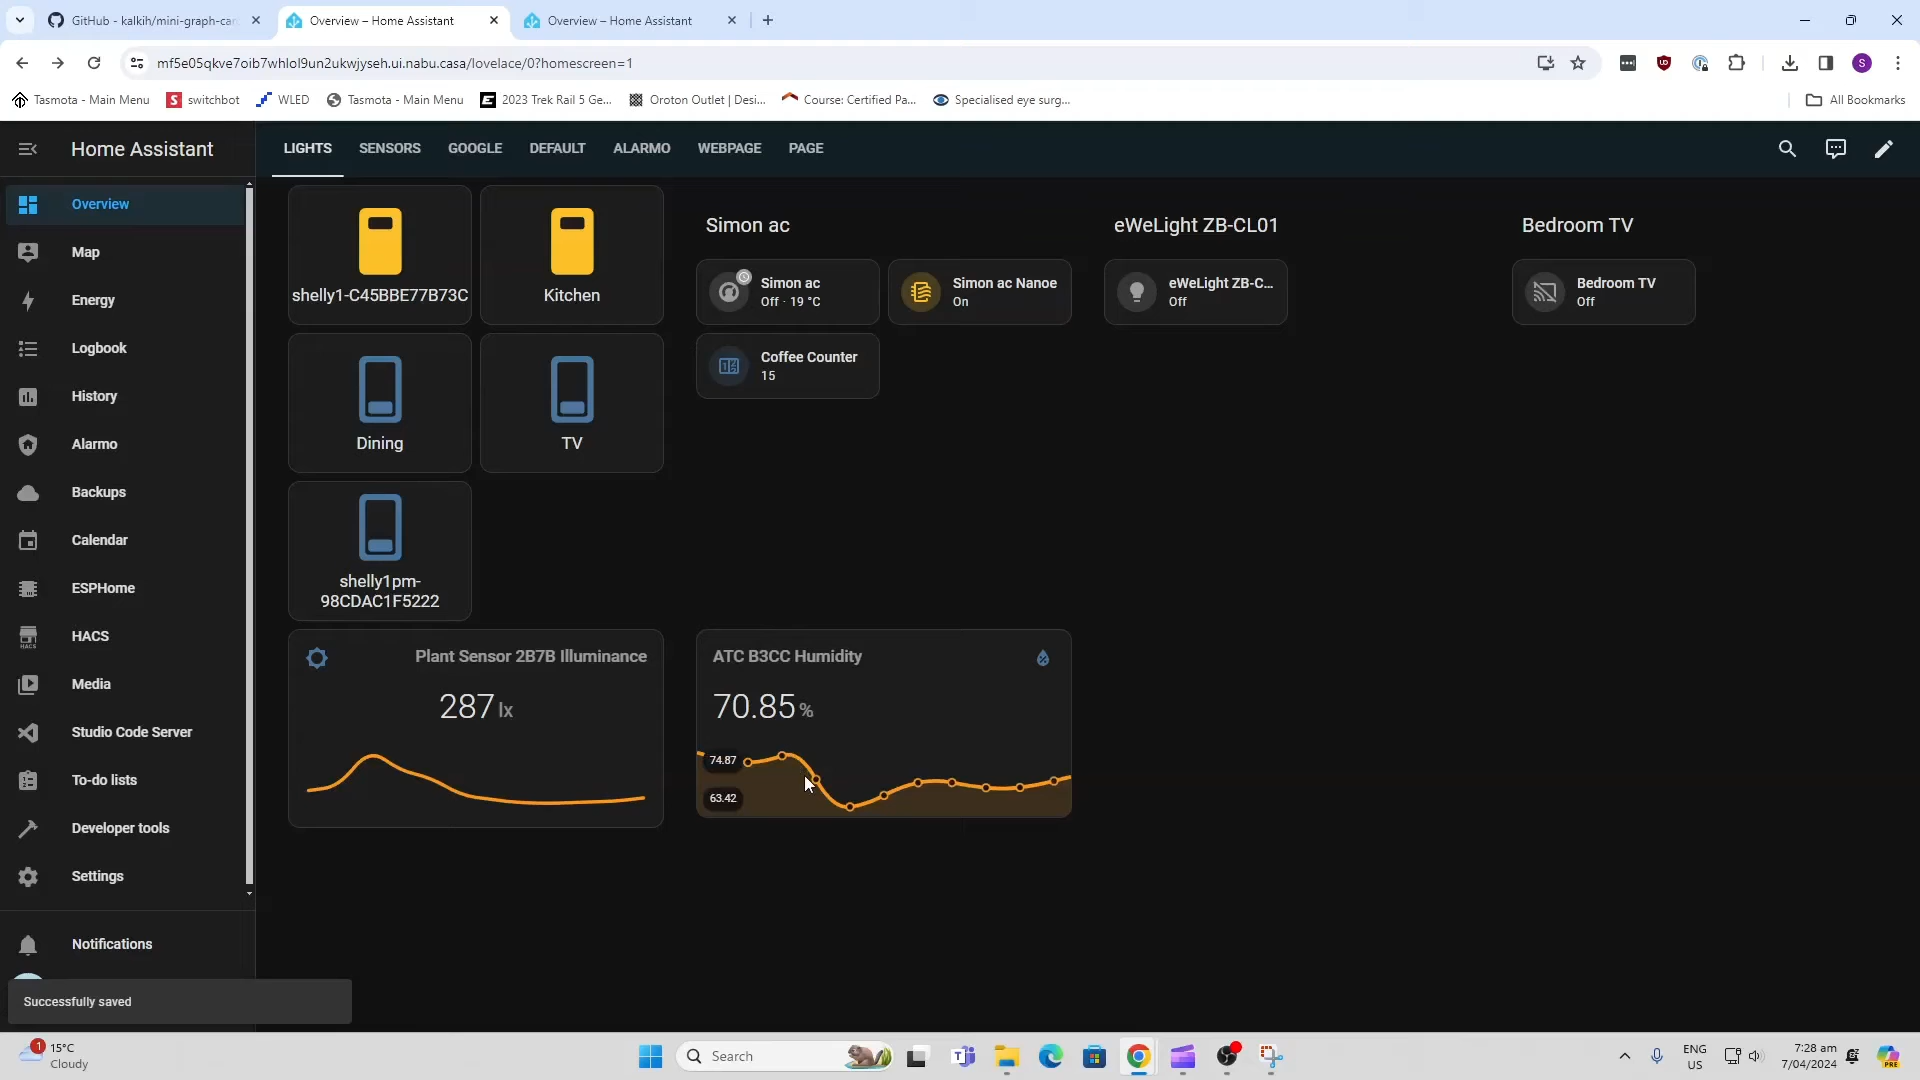 GitHub - kalkih/mini-graph-car
Overview – Home Assistant
Overview – Home Assistant
mf5e05qkve7oib7whlol9un2ukwjyseh.ui.nabu.casa/lovelace/0?homescreen=1
S
Tasmota - Main Menu
switchbot
WLED
Tasmota - Main Menu
2023 Trek Rail 5 Ge...
Oroton Outlet | Desi...
Course: Certified Pa...
Specialised eye surg...
All Bookmarks
Home Assistant
LIGHTS
SENSORS
GOOGLE
DEFAULT
ALARMO
WEBPAGE
PAGE
Overview
Map
Energy
Logbook
History
Alarmo
Backups
Calendar
ESPHome
HACS
Media
Studio Code Server
To-do lists
Developer tools
Settings
Notifications
Successfully saved
shelly1-C45BBE77B73C
Kitchen
Dining
TV
shelly1pm-
98CDAC1F5222
Simon ac
Simon ac
Off · 19 °C
Simon ac Nanoe
On
Coffee Counter
15
eWeLight ZB-CL01
eWeLight ZB-C...
Off
Bedroom TV
Bedroom TV
Off
Plant Sensor 2B7B Illuminance
287 lx
ATC B3CC Humidity
70.85 %
74.87
63.42
1
15°C
Cloudy
Search
ENG
US
7:28 am
7/04/2024
PRE